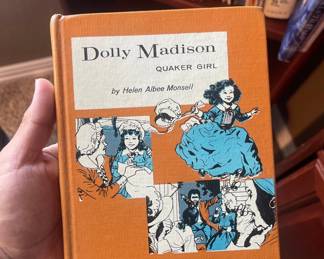 Dolly Madison
QUAKER GIRL
by Helen Albee Monsell